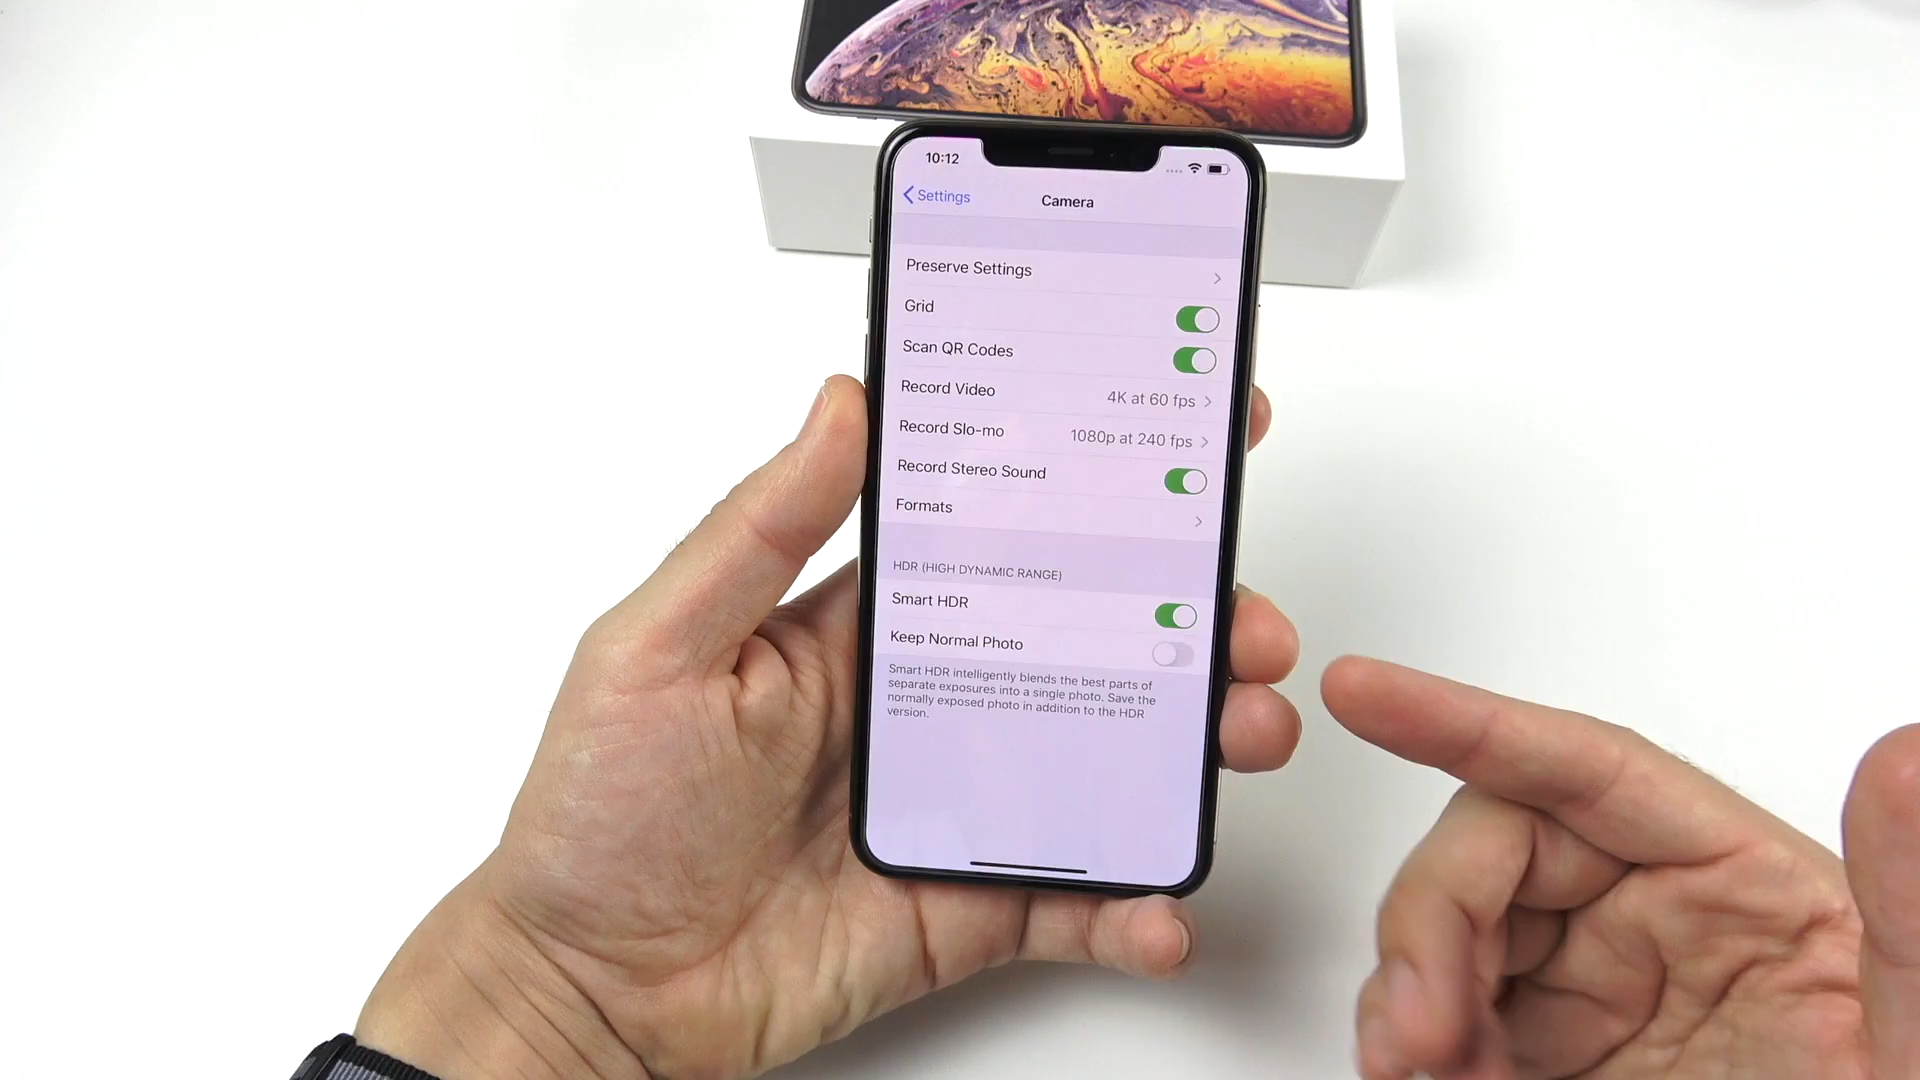 10:12
Settings
Camera
Preserve Settings
Grid
Scan QR Codes
Record Video 4K at 60 fps
Record Slo-mo 1080p at 240 fps
Record Stereo Sound
Formats
HDR (HIGH DYNAMIC RANGE)
Smart HDR
Keep Normal Photo
Smart HDR intelligently blends the best parts of
separate exposures into a single photo. Save the
normally exposed photo in addition to the HDR
version.